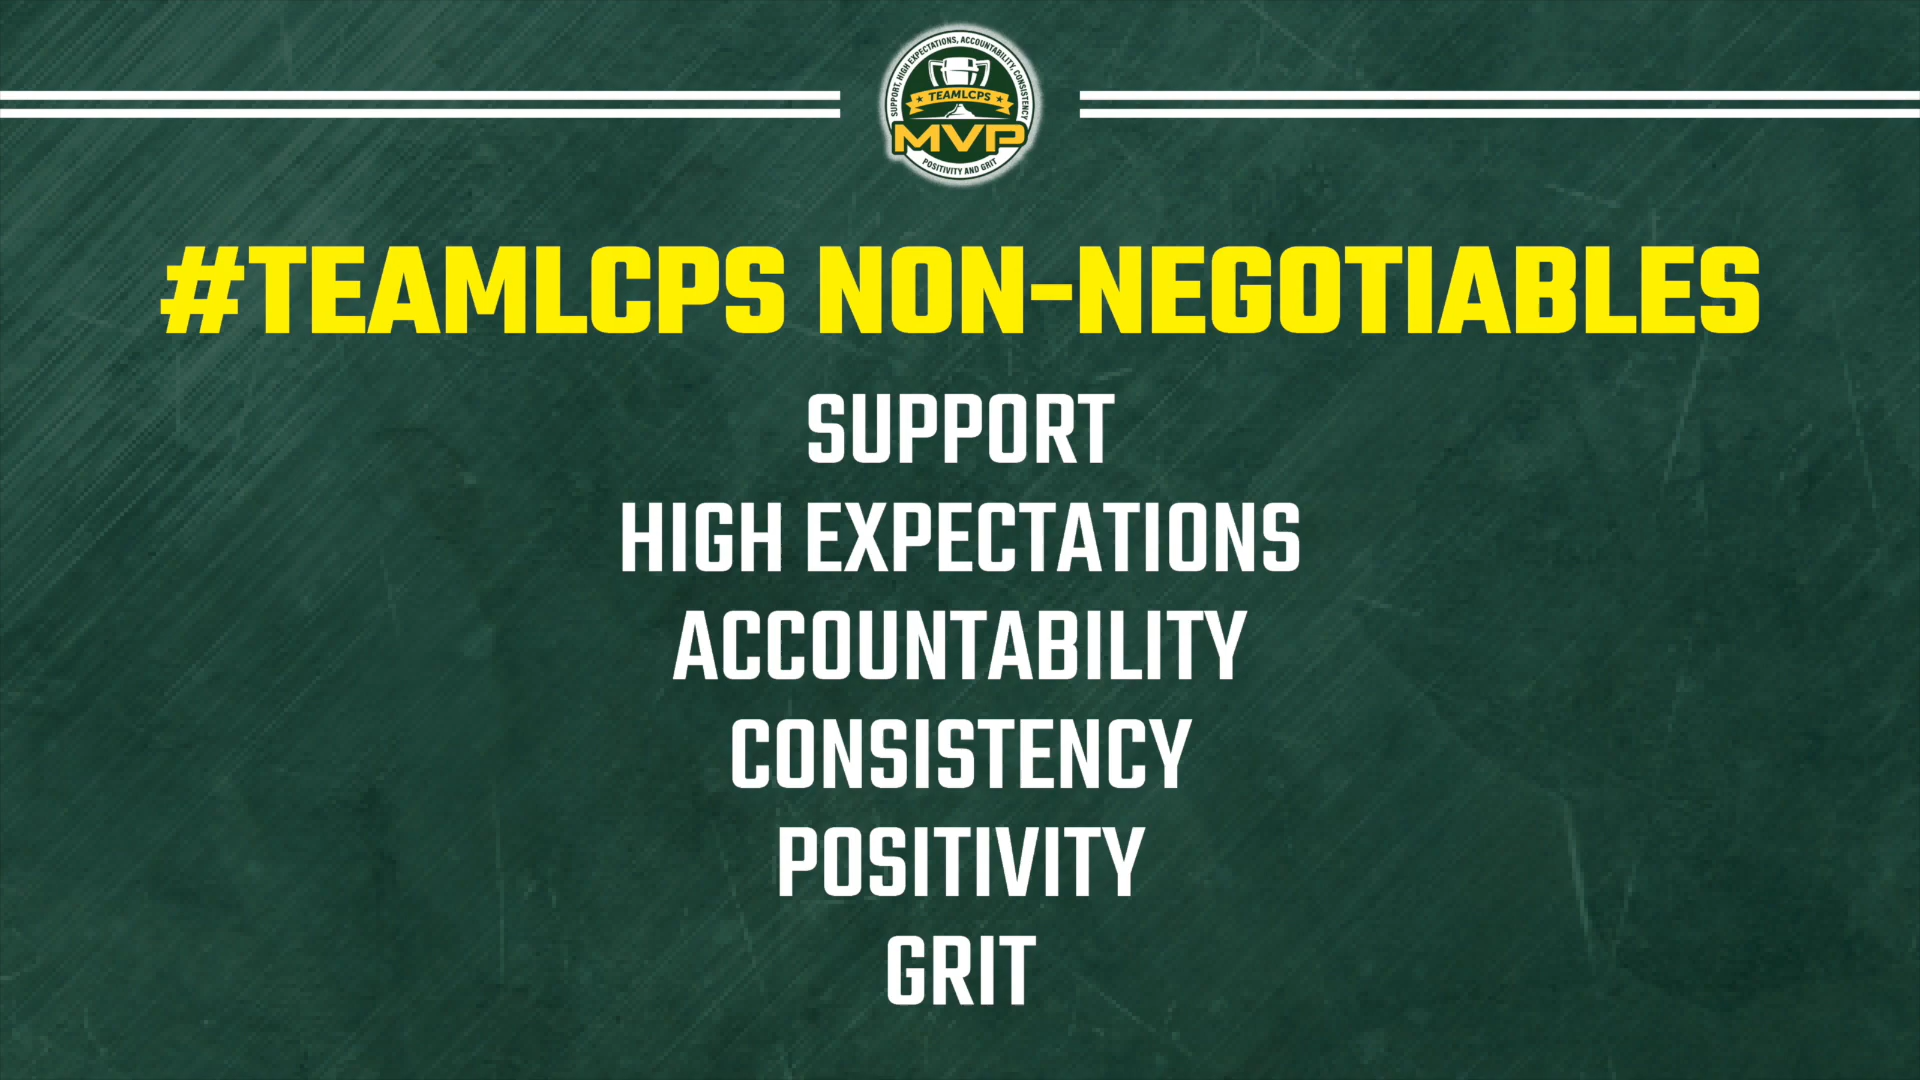 SUPPORT, HIGH EXPECTATIONS, ACCOUNTABILITY, CONSISTENCY
TEAMLCPS
MVP
POSITIVITY AND GRIT
#TEAMLCPS NON-NEGOTIABLES
SUPPORT
HIGH EXPECTATIONS
ACCOUNTABILITY
CONSISTENCY
POSITIVITY
GRIT